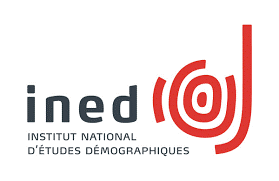 ined
INSTITUT NATIONAL
D'ÉTUDES DÉMOGRAPHIQUES